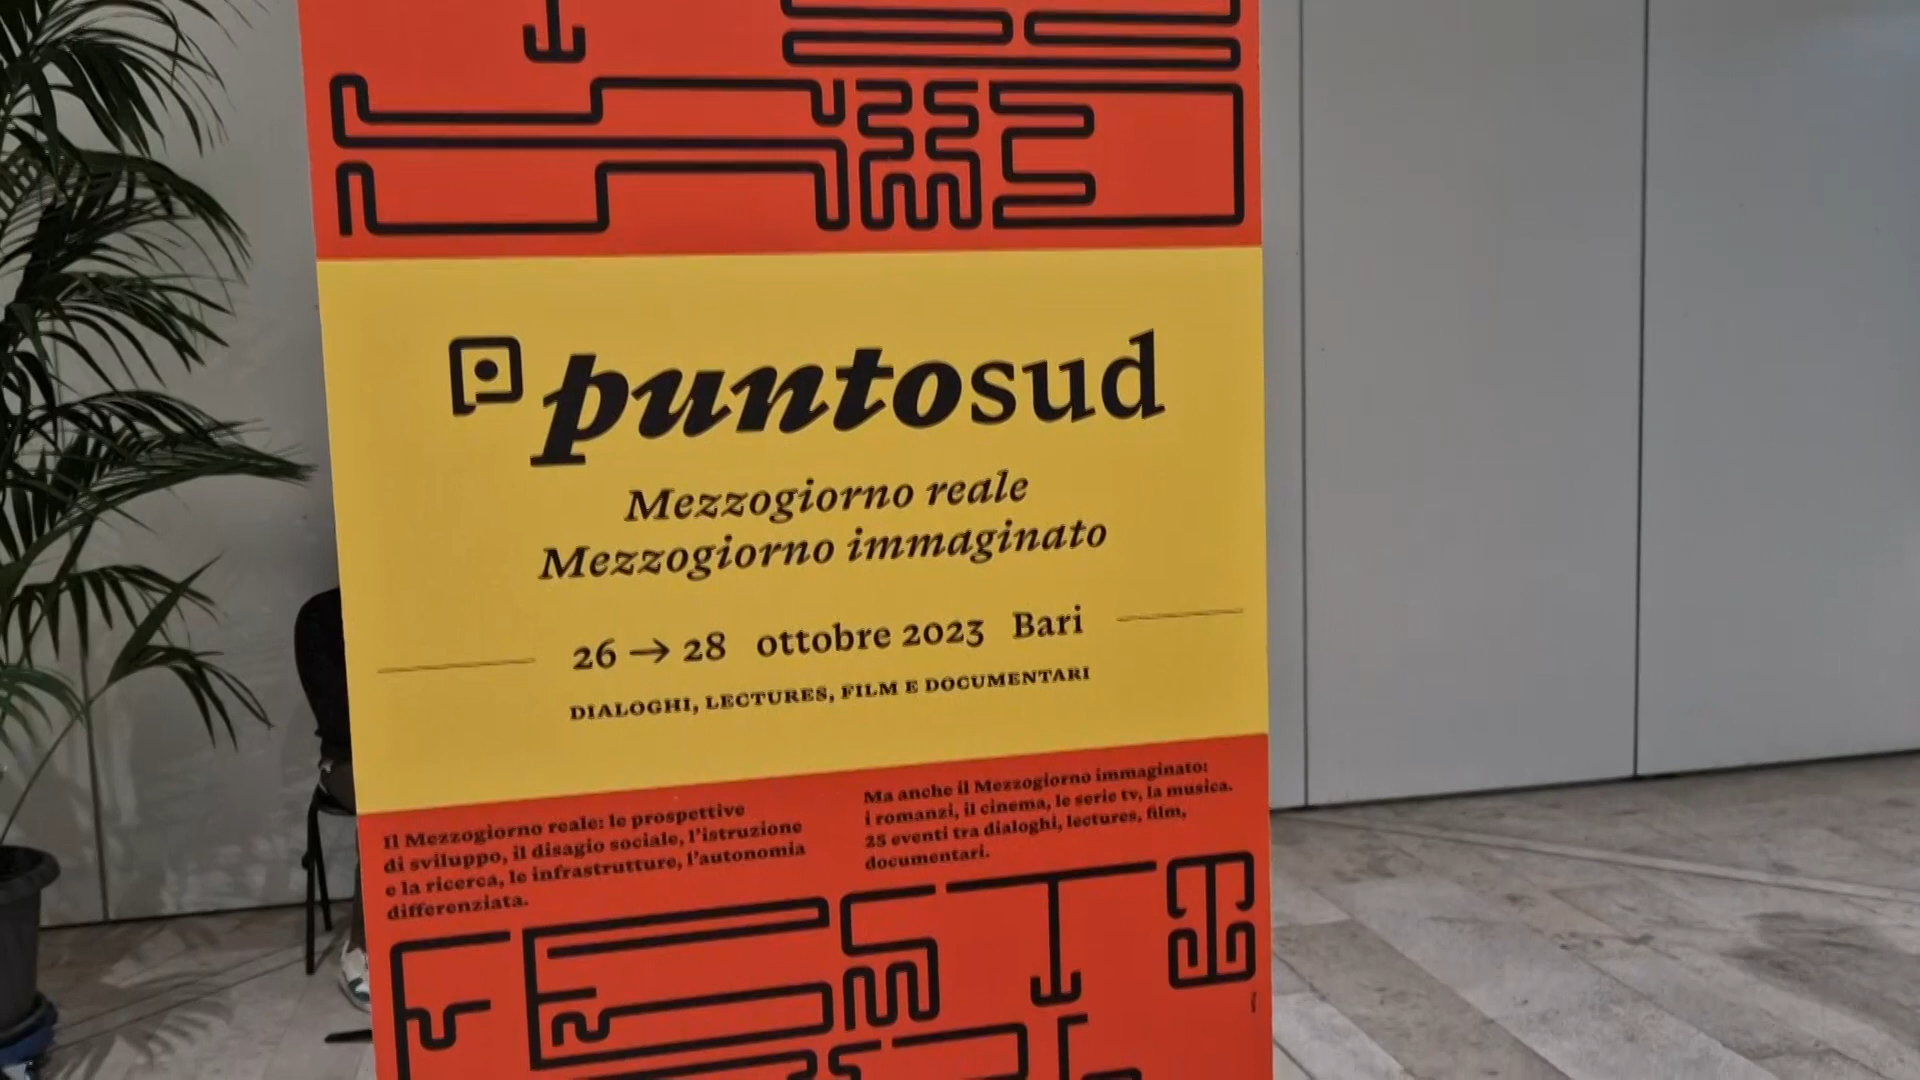 puntosud
Mezzogiorno reale
Mezzogiorno immaginato
26 → 28 ottobre 2023 Bari
DIALOGHI, LECTURES, FILM E DOCUMENTARI
Il Mezzogiorno reale: le prospettive
di sviluppo, il disagio sociale, l'istruzione
e la ricerca, le infrastrutture, l'autonomia
differenziata.
Ma anche il Mezzogiorno immaginato:
i romanzi, il cinema, le serie tv, la musica.
25 eventi tra dialoghi, lectures, film,
documentari.
FESTI